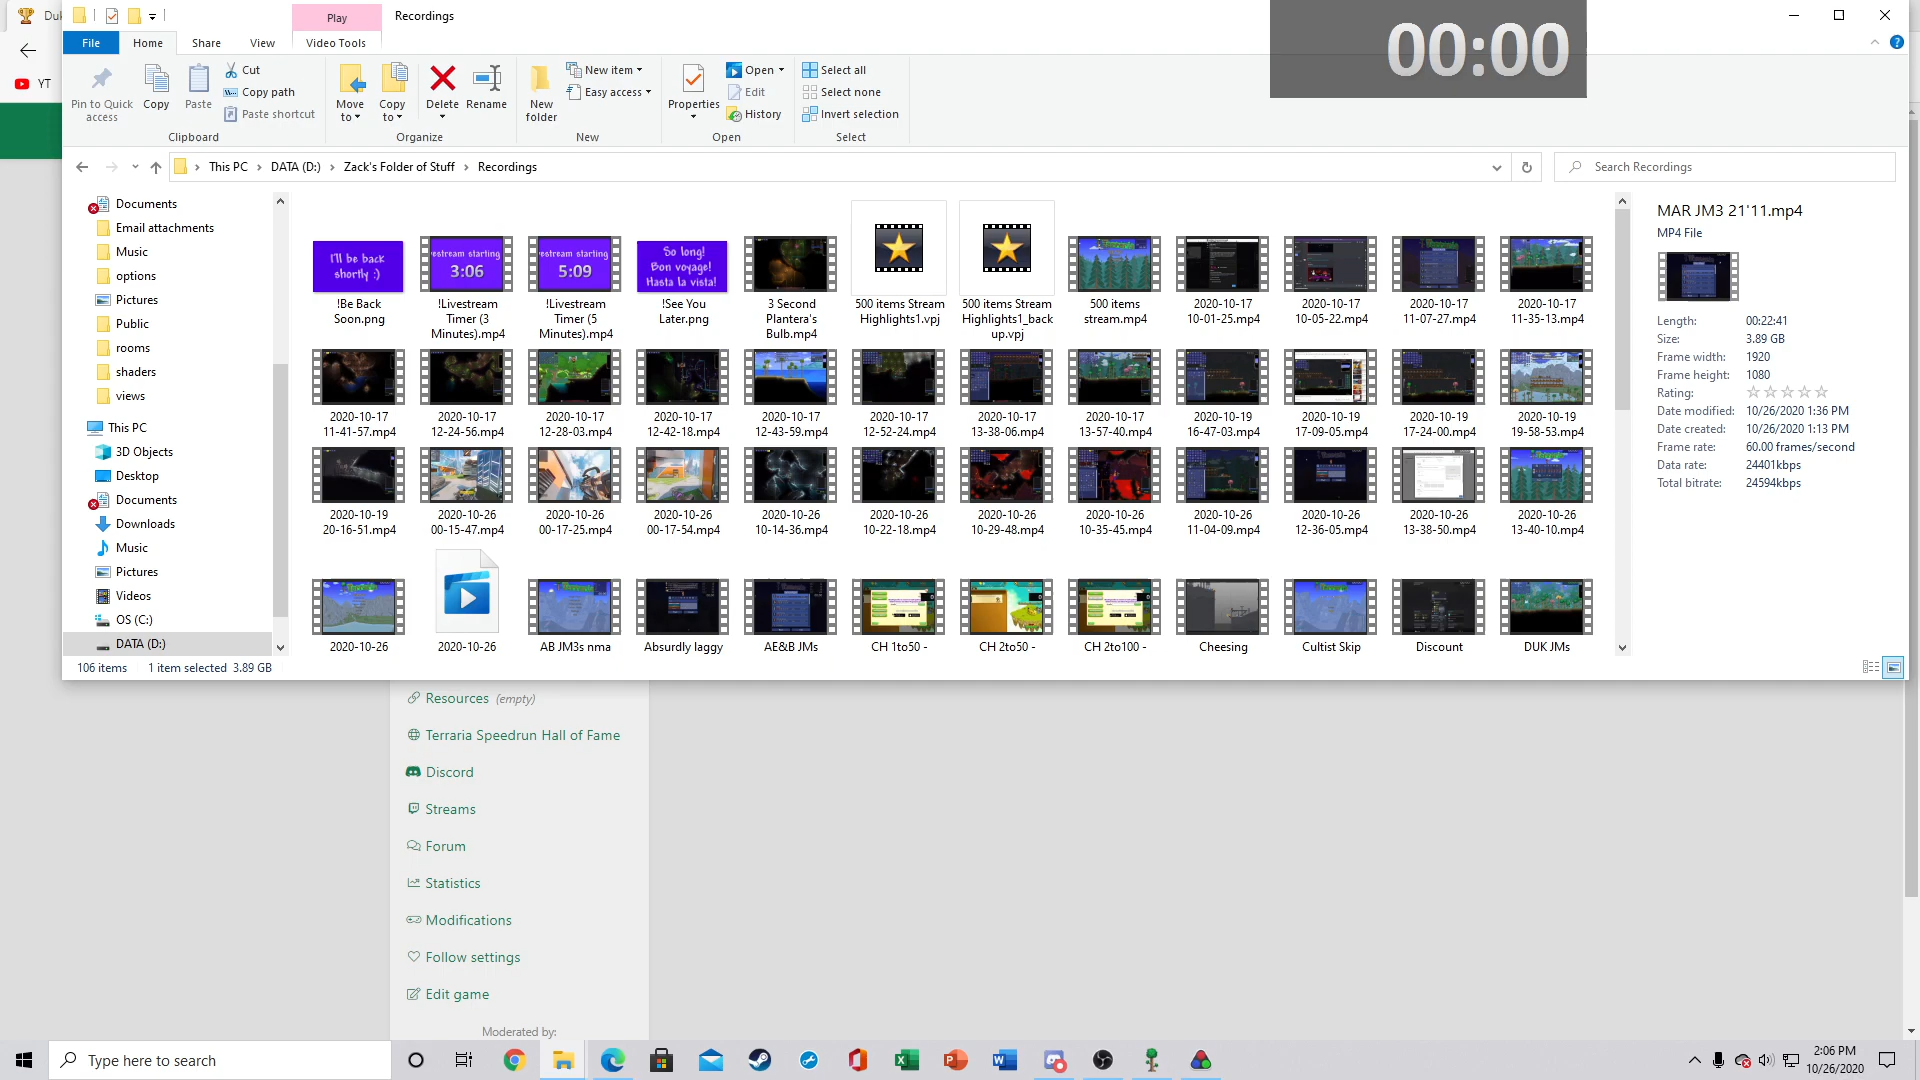 Duk
Play
Recordings
00:00
File
Home
Share
View
Video Tools
YT
Pin to Quick access
Copy
Paste
Cut
Copy path
Paste shortcut
Move to
Copy to
Delete
Rename
New folder
New item
Easy access
Properties
Open
Edit
History
Select all
Select none
Invert selection
Clipboard
Organize
New
Open
Select
This PC
DATA (D:)
Zack's Folder of Stuff
Recordings
Search Recordings
Documents
Email attachments
Music
options
Pictures
Public
rooms
shaders
views
This PC
3D Objects
Desktop
Documents
Downloads
Music
Pictures
Videos
OS (C:)
DATA (D:)
I'll be back
shortly :)
!Be Back
Soon.png
estream starting
3:06
!Livestream
Timer (3
Minutes).mp4
estream starting
5:09
!Livestream
Timer (5
Minutes).mp4
So long!
Bon voyage!
Hasta la vista!
!See You
Later.png
3 Second
Plantera's
Bulb.mp4
500 items Stream
Highlights1.vpj
500 items Stream
Highlights1_back
up.vpj
500 items
stream.mp4
2020-10-17
10-01-25.mp4
2020-10-17
10-05-22.mp4
2020-10-17
11-07-27.mp4
2020-10-17
11-35-13.mp4
2020-10-17
11-41-57.mp4
2020-10-17
12-24-56.mp4
2020-10-17
12-28-03.mp4
2020-10-17
12-42-18.mp4
2020-10-17
12-43-59.mp4
2020-10-17
12-52-24.mp4
2020-10-17
13-38-06.mp4
2020-10-17
13-57-40.mp4
2020-10-19
16-47-03.mp4
2020-10-19
17-09-05.mp4
2020-10-19
17-24-00.mp4
2020-10-19
19-58-53.mp4
2020-10-19
20-16-51.mp4
2020-10-26
00-15-47.mp4
2020-10-26
00-17-25.mp4
2020-10-26
00-17-54.mp4
2020-10-26
10-14-36.mp4
2020-10-26
10-22-18.mp4
2020-10-26
10-29-48.mp4
2020-10-26
10-35-45.mp4
2020-10-26
11-04-09.mp4
2020-10-26
12-36-05.mp4
2020-10-26
13-38-50.mp4
2020-10-26
13-40-10.mp4
2020-10-26
2020-10-26
AB JM3s nma
Absurdly laggy
AE&B JMs
CH 1to50 -
CH 2to50 -
CH 2to100 -
Cheesing
Cultist Skip
Discount
DUK JMs
MAR JM3 21'11.mp4
MP4 File
Length: 00:22:41
Size: 3.89 GB
Frame width: 1920
Frame height: 1080
Rating:
Date modified: 10/26/2020 1:36 PM
Date created: 10/26/2020 1:13 PM
Frame rate: 60.00 frames/second
Data rate: 24401kbps
Total bitrate: 24594kbps
106 items
1 item selected 3.89 GB
Resources (empty)
Terraria Speedrun Hall of Fame
Discord
Streams
Forum
Statistics
Modifications
Follow settings
Edit game
Moderated by:
Type here to search
2:06 PM
10/26/2020